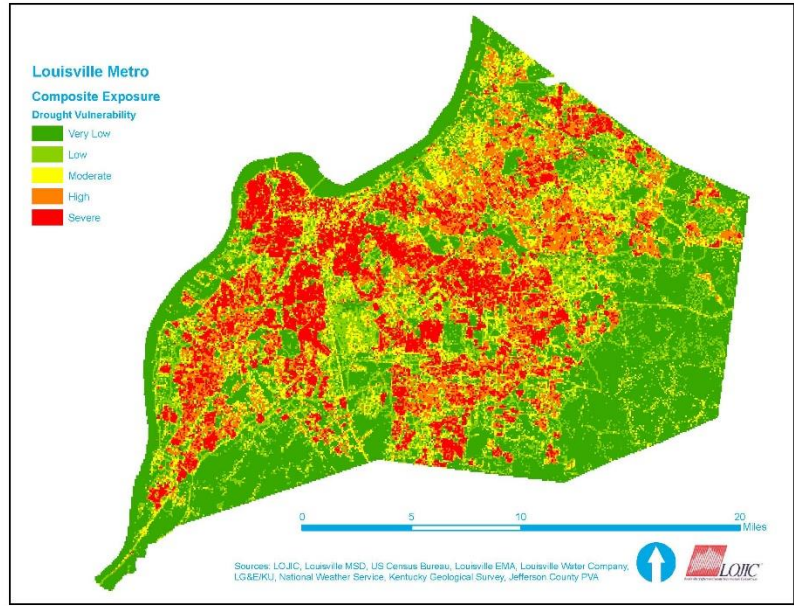 Louisville Metro
Composite Exposure
Drought Vulnerability
Very Low
Low
Moderate
High
Severe
0 5 10 20
Miles
Sources: LOJIC, Louisville MSD, US Census Bureau, Louisville EMA, Louisville Water Company,
LG&E/KU, National Weather Service, Kentucky Geological Survey, Jefferson County PVA
LOJIC